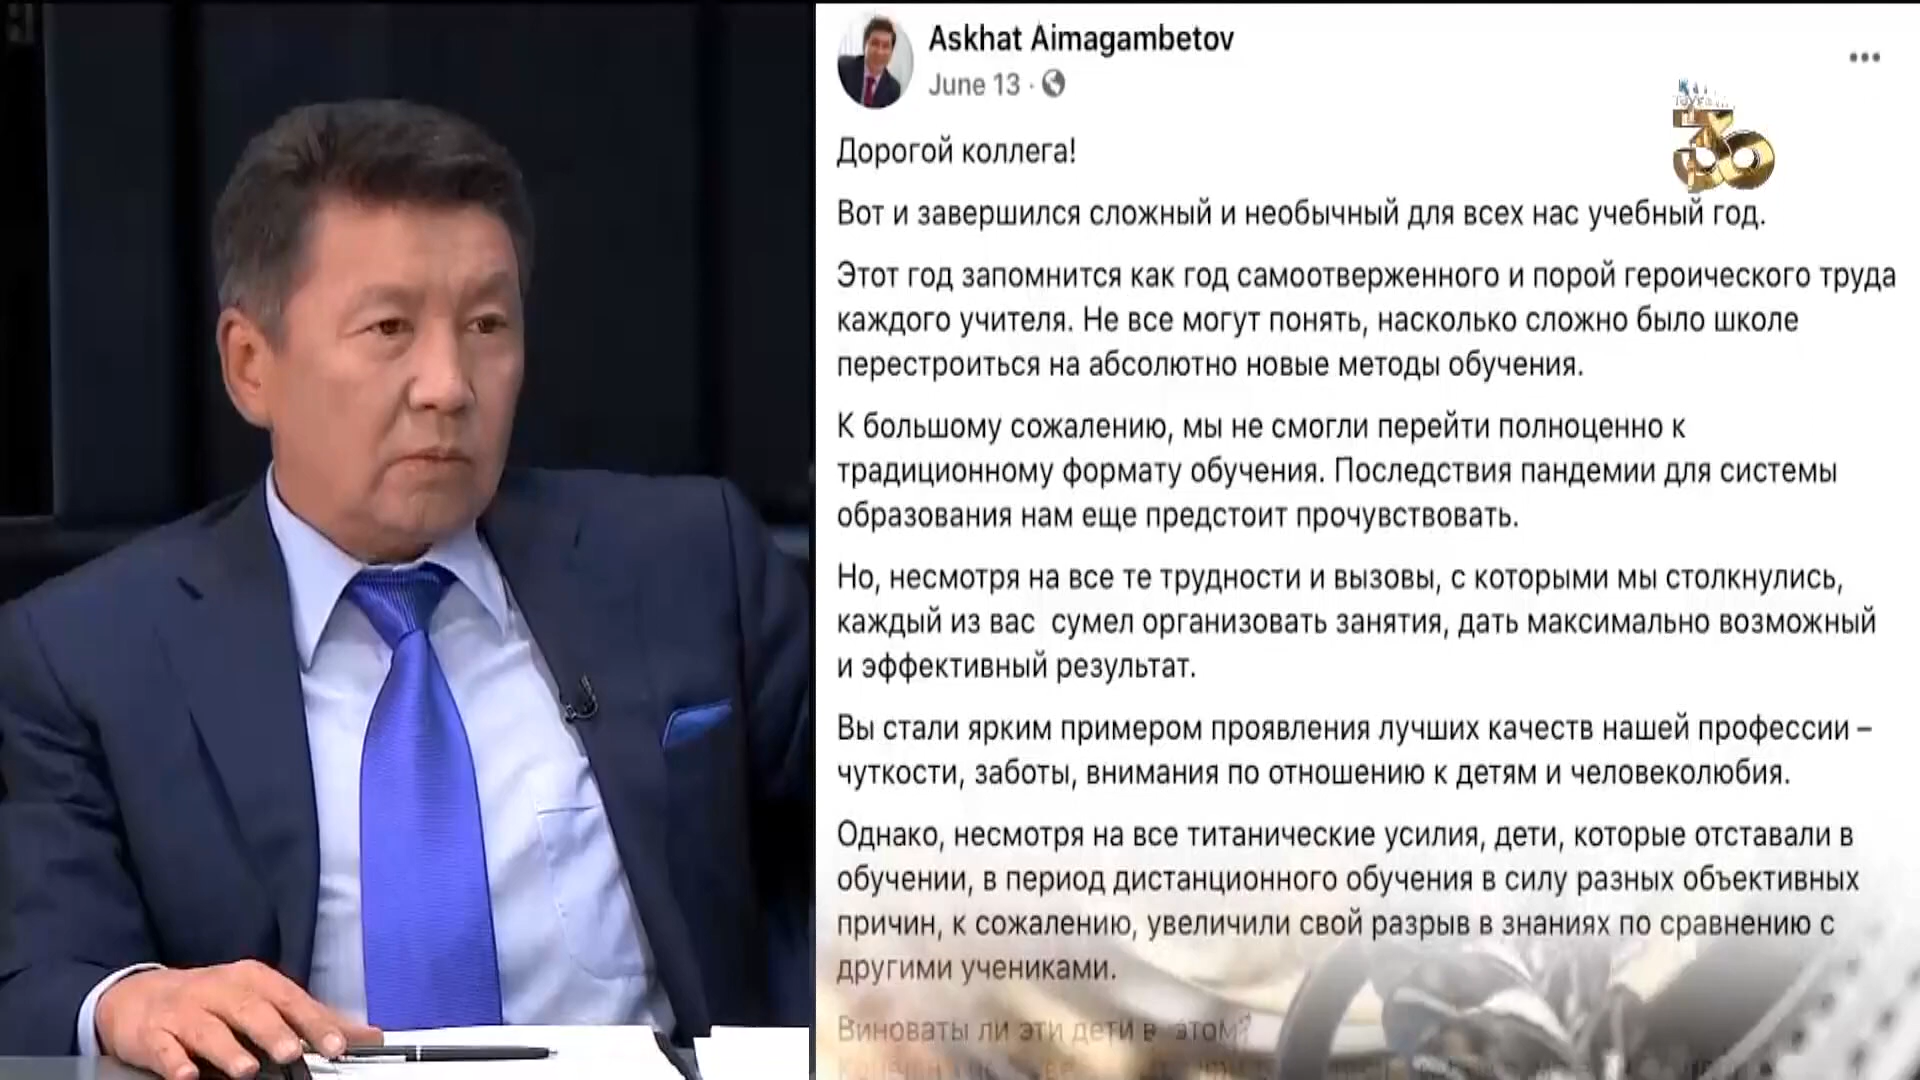 Askhat Aimagambetov
June 13
30
Дорогой коллега!
Вот и завершился сложный и необычный для всех нас учебный год.
Этот год запомнится как год самоотверженного и порой героического труда
каждого учителя. Не все могут понять, насколько сложно было школе
перестроиться на абсолютно новые методы обучения.
К большому сожалению, мы не смогли перейти полноценно к
традиционному формату обучения. Последствия пандемии для системы
образования нам еще предстоит прочувствовать.
Но, несмотря на все те трудности и вызовы, с которыми мы столкнулись,
каждый из вас сумел организовать занятия, дать максимально возможный
и эффективный результат.
Вы стали ярким примером проявления лучших качеств нашей профессии –
чуткости, заботы, внимания по отношению к детям и человеколюбия.
Однако, несмотря на все титанические усилия, дети, которые отставали в
обучении, в период дистанционного обучения в силу разных объективных
причин, к сожалению, увеличили свой разрыв в знаниях по сравнению с
другими учениками.
Виноваты ли эти дети в этом?